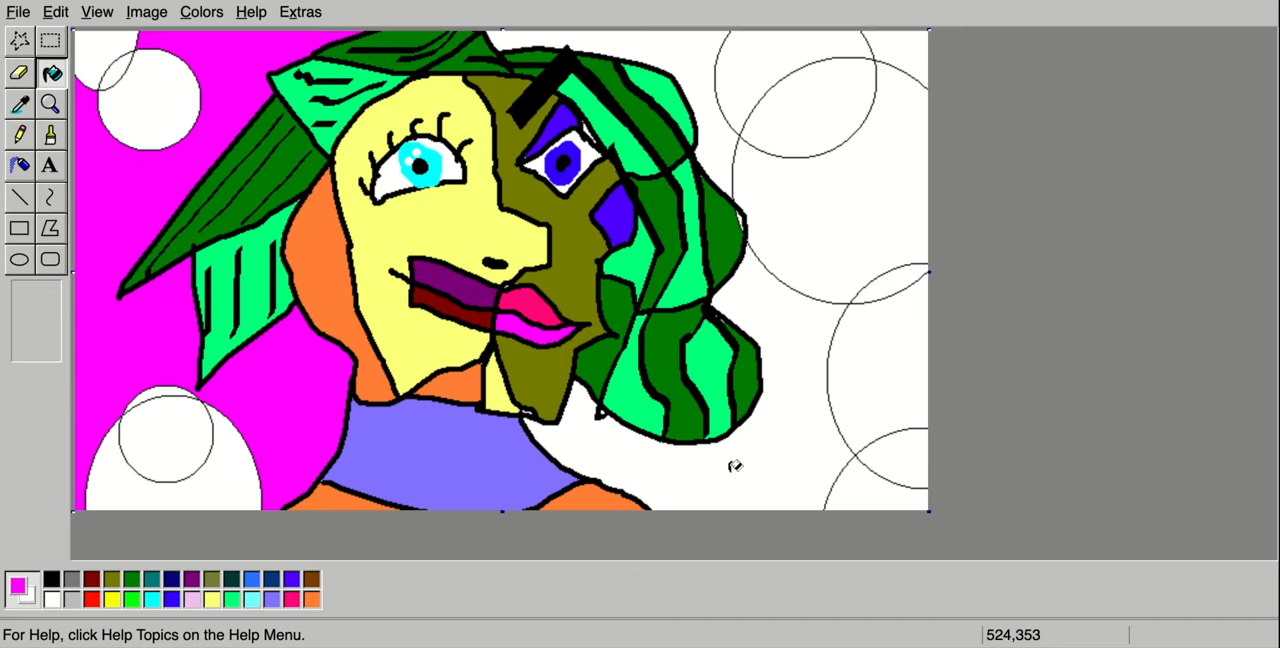 File Edit View Image Colors Help Extras
A
For Help, click Help Topics on the Help Menu.
524,353